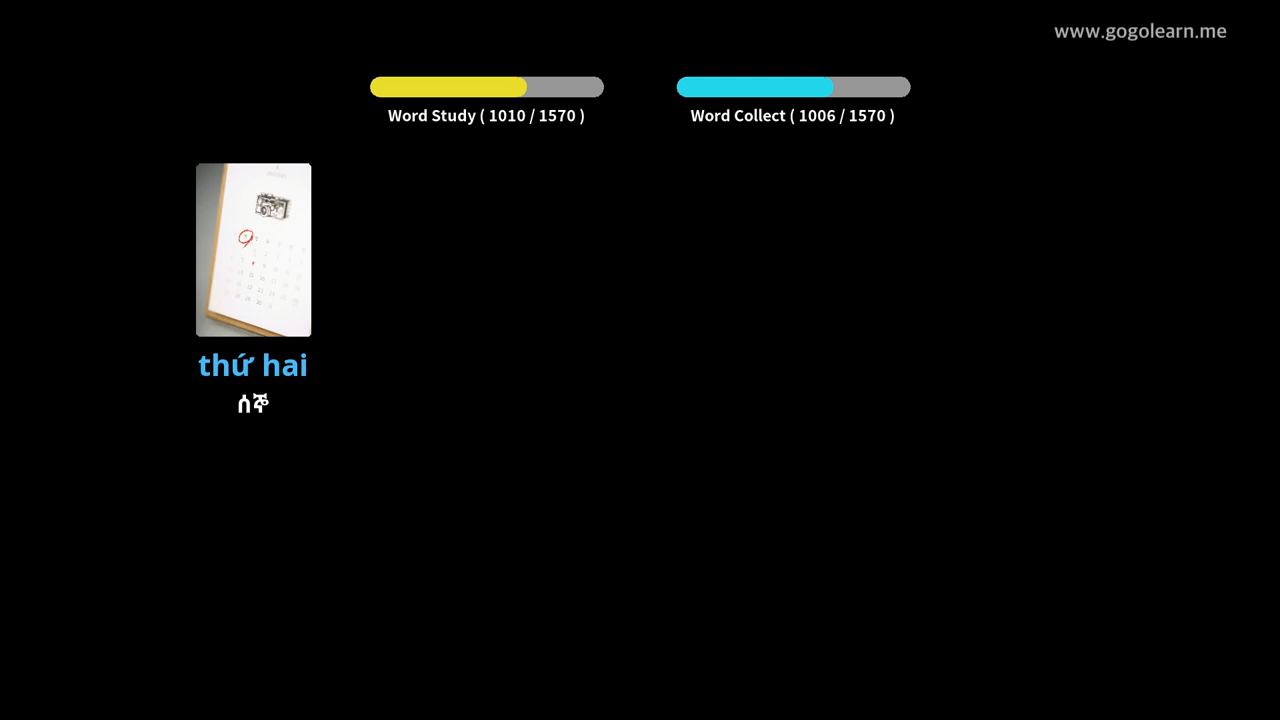 www.gogolearn.me
Word Study ( 1010 / 1570 )
Word Collect ( 1006 / 1570 )
thứ hai
ሰኞ